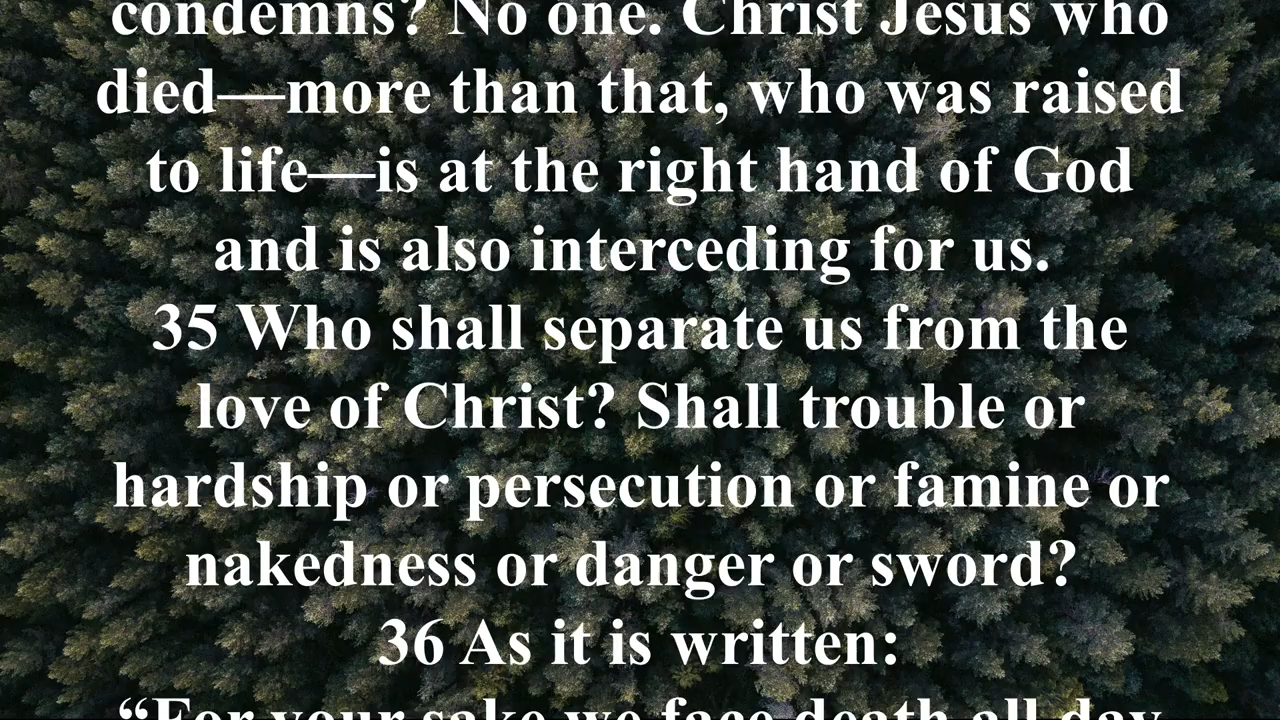 condemns? No one. Christ Jesus who
died—more than that, who was raised
to life—is at the right hand of God
and is also interceding for us.
35 Who shall separate us from the
love of Christ? Shall trouble or
hardship or persecution or famine or
nakedness or danger or sword?
36 As it is written:
“For your sake we face death all day